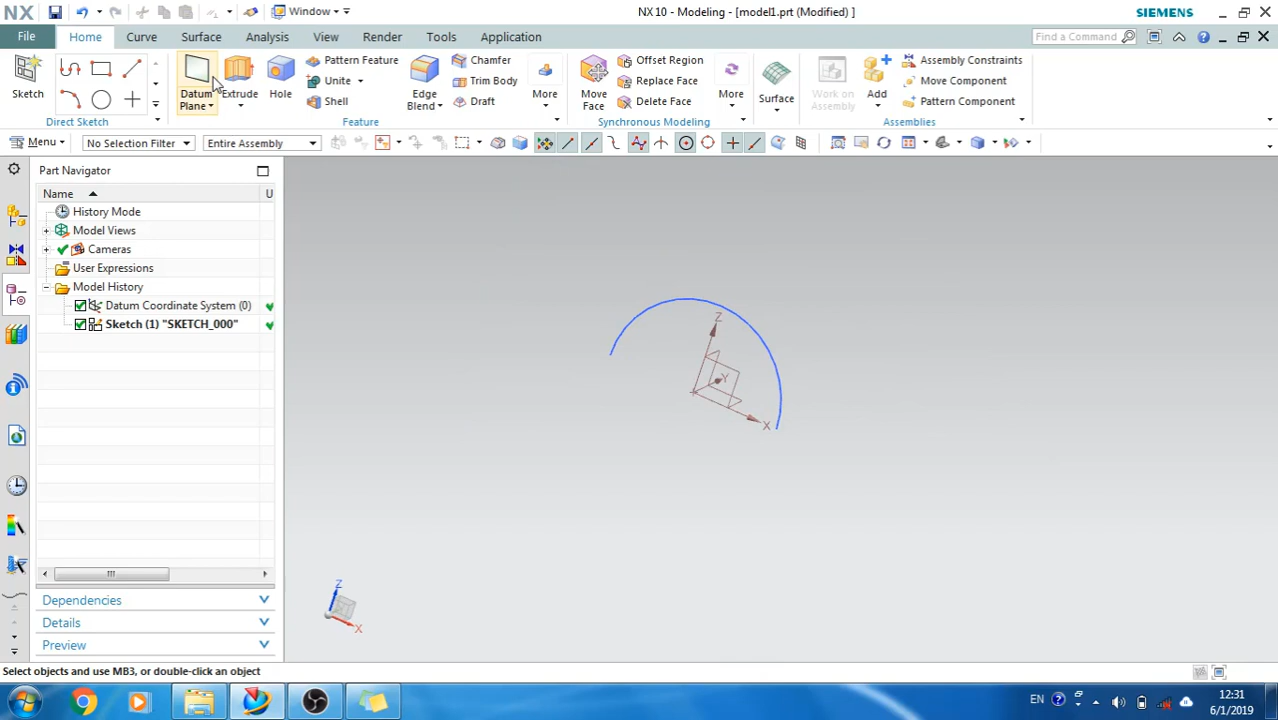 NX
Window
NX 10 - Modeling - [model1.prt (Modified) ]
SIEMENS
File
Home
Curve
Surface
Analysis
View
Render
Tools
Application
Find a Command
Sketch
Datum
Plane
Extrude
Hole
Pattern Feature
Unite
Shell
Edge
Blend
Chamfer
Trim Body
Draft
More
Move
Face
Offset Region
Replace Face
Delete Face
More
Surface
Work on
Assembly
Add
Assembly Constraints
Move Component
Pattern Component
Direct Sketch
Feature
Synchronous Modeling
Assemblies
Menu
No Selection Filter
Entire Assembly
Part Navigator
Name
U
History Mode
Model Views
Cameras
User Expressions
Model History
Datum Coordinate System (0)
Sketch (1) "SKETCH_000"
Z
Y
X
Z
X
Dependencies
Details
Preview
Select objects and use MB3, or double-click an object
EN
12:31
6/1/2019